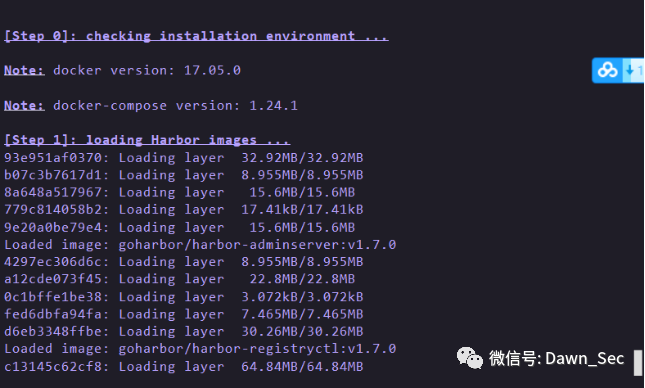 [Step 0]: checking installation environment ...
Note: docker version: 17.05.0
Note: docker-compose version: 1.24.1
[Step 1]: loading Harbor images ...
93e951af0370: Loading layer  32.92MB/32.92MB
b07c3b7617d1: Loading layer  8.955MB/8.955MB
8a648a517967: Loading layer   15.6MB/15.6MB
779c814058b2: Loading layer  17.41kB/17.41kB
9e20a0be79e4: Loading layer   15.6MB/15.6MB
Loaded image: goharbor/harbor-adminserver:v1.7.0
4297ec306d6c: Loading layer  8.955MB/8.955MB
a12cde073f45: Loading layer   22.8MB/22.8MB
0c1bffe1be38: Loading layer  3.072kB/3.072kB
fed6dbfa94fa: Loading layer  7.465MB/7.465MB
d6eb3348ffbe: Loading layer  30.26MB/30.26MB
Loaded image: goharbor/harbor-registryctl:v1.7.0
c13145c62cf8: Loading layer  64.84MB/64.84MB
微信号: Dawn_Sec